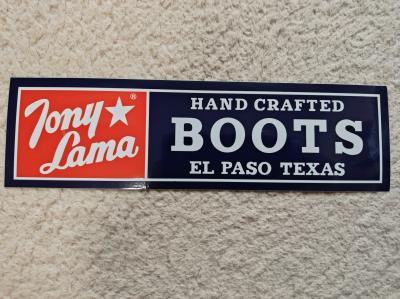 Tony ★ ®
Lama
HAND CRAFTED
BOOTS
EL PASO TEXAS